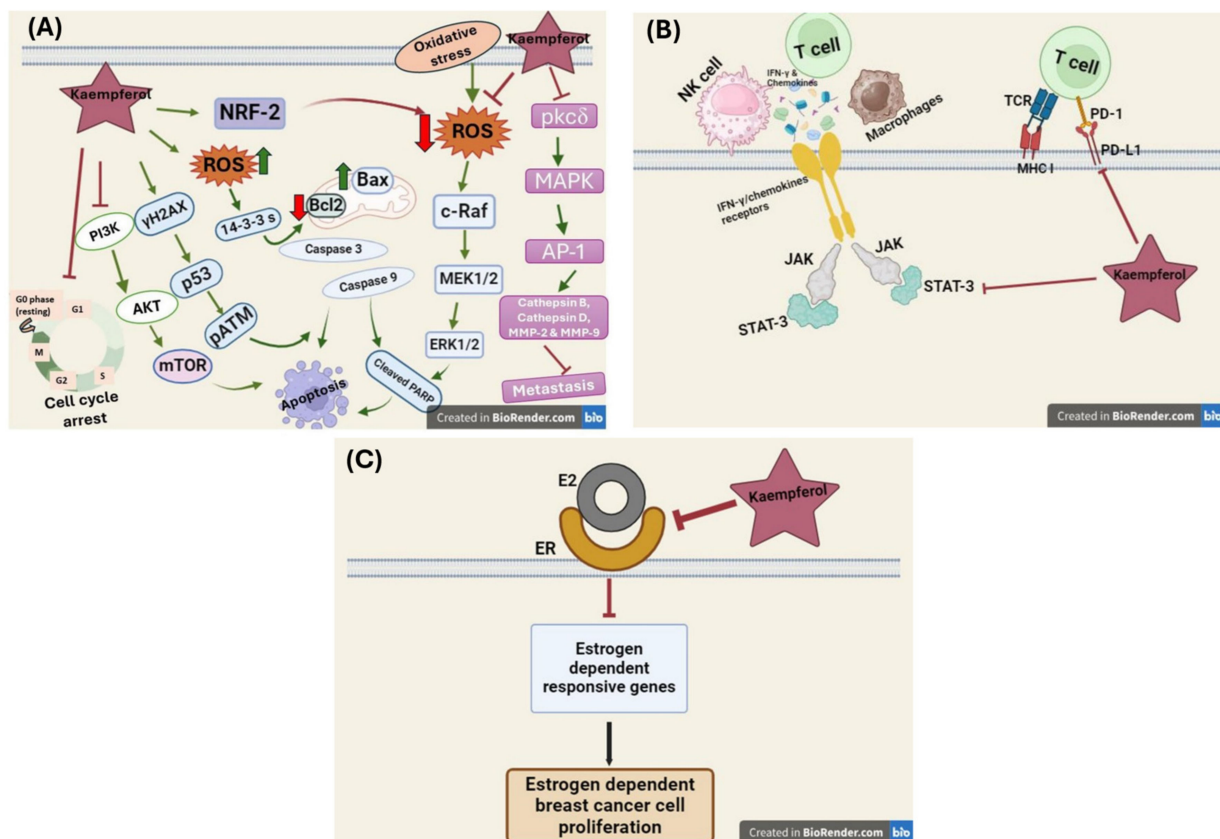 (A)
Oxidative
stress
Kaempferol
Kaempferol
NRF-2
ROS
pkcδ
ROS
Bax
Bcl2
MAPK
γH2AX
PI3K
14-3-3 s
c-Raf
Caspase 3
AP-1
p53
MEK1/2
Caspase 9
G0 phase
(resting)
G1
AKT
Cathepsin B,
Cathepsin D,
MMP-2 & MMP-9
pATM
ERK1/2
M
mTOR
G2
S
Cleaved PARP
Apoptosis
Metastasis
Cell cycle
arrest
Created in BioRender.com bio
(B)
T cell
T cell
NK cell
IFN-γ &
Chemokines
Macrophages
TCR
PD-1
PD-L1
MHC I
IFN-γ/chemokines
receptors
JAK
JAK
Kaempferol
STAT-3
STAT-3
Created in BioRender.com bio
(C)
E2
Kaempferol
ER
Estrogen
dependent
responsive genes
Estrogen dependent
breast cancer cell
proliferation
Created in BioRender.com bio